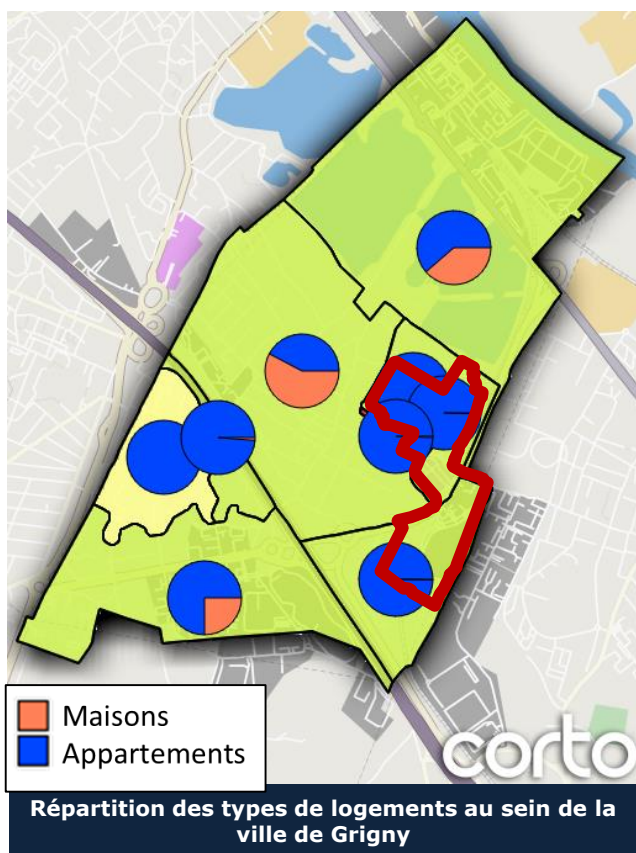 Maisons
Appartements
corto
Répartition des types de logements au sein de la
ville de Grigny